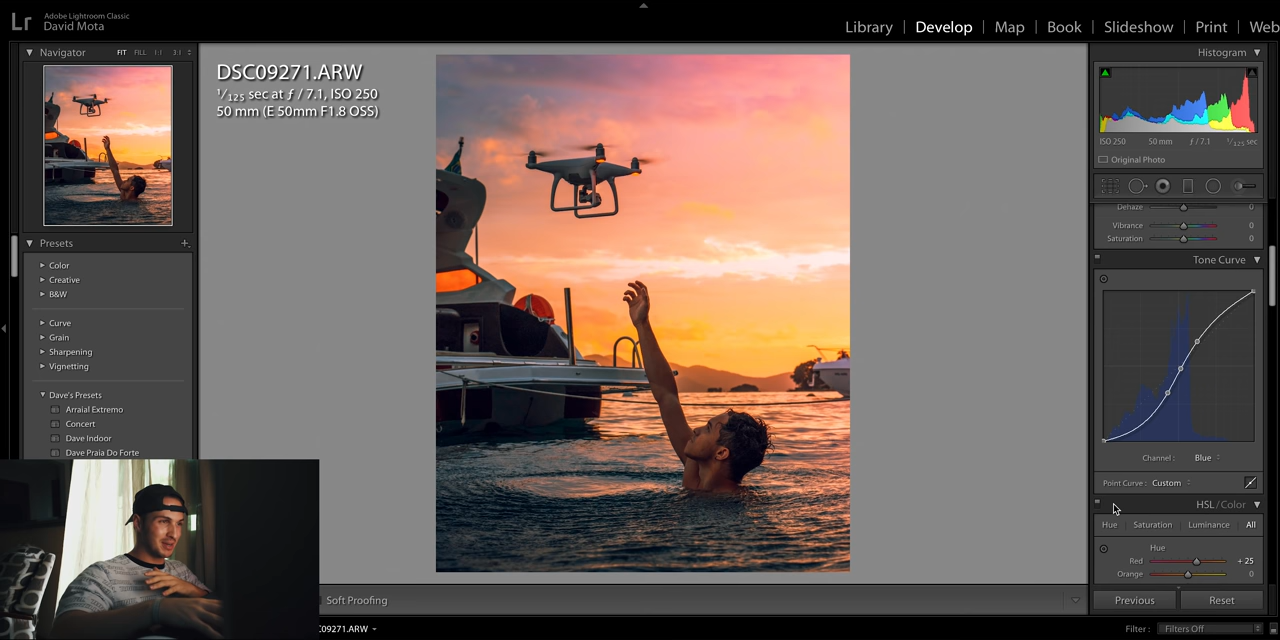 Lr
Adobe Lightroom Classic
David Mota
Library | Develop | Map | Book | Slideshow | Print | Web
Navigator FIT FILL 1:1 3:1
DSC09271.ARW
1/125 sec at ƒ / 7.1, ISO 250
50 mm (E 50mm F1.8 OSS)
Presets +
Color
Creative
B&W
Curve
Grain
Sharpening
Vignetting
Dave's Presets
Arraial Extremo
Concert
Dave Indoor
Dave Praia Do Forte
Soft Proofing
C09271.ARW
Histogram
ISO 250 50 mm ƒ / 7.1 1/125 sec
Original Photo
Dehaze 0
Vibrance 0
Saturation 0
Tone Curve
Channel : Blue
Point Curve : Custom
HSL / Color
Hue Saturation Luminance All
Hue
Red + 25
Orange 0
Previous Reset
Filter : Filters Off